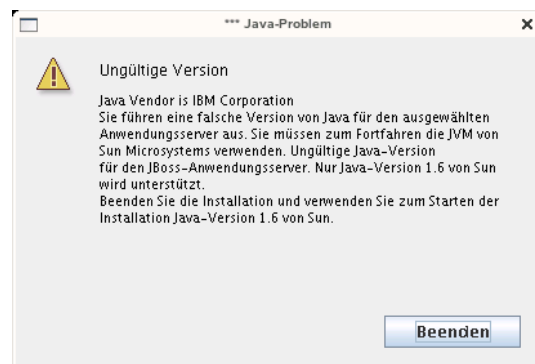 *** Java-Problem
Ungültige Version
Java Vendor is IBM Corporation
Sie führen eine falsche Version von Java für den ausgewählten
Anwendungsserver aus. Sie müssen zum Fortfahren die JVM von
Sun Microsystems verwenden. Ungültige Java-Version
für den JBoss-Anwendungsserver. Nur Java-Version 1.6 von Sun
wird unterstützt.
Beenden Sie die Installation und verwenden Sie zum Starten der
Installation Java-Version 1.6 von Sun.
Beenden